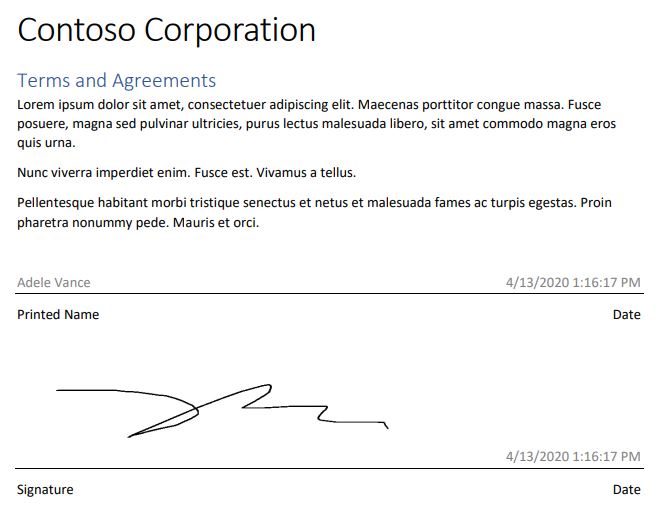 Contoso Corporation
Terms and Agreements
Lorem ipsum dolor sit amet, consectetuer adipiscing elit. Maecenas porttitor congue massa. Fusce
posuere, magna sed pulvinar ultricies, purus lectus malesuada libero, sit amet commodo magna eros
quis urna.
Nunc viverra imperdiet enim. Fusce est. Vivamus a tellus.
Pellentesque habitant morbi tristique senectus et netus et malesuada fames ac turpis egestas. Proin
pharetra nonummy pede. Mauris et orci.
Adele Vance 4/13/2020 1:16:17 PM
Printed Name Date
4/13/2020 1:16:17 PM
Signature Date